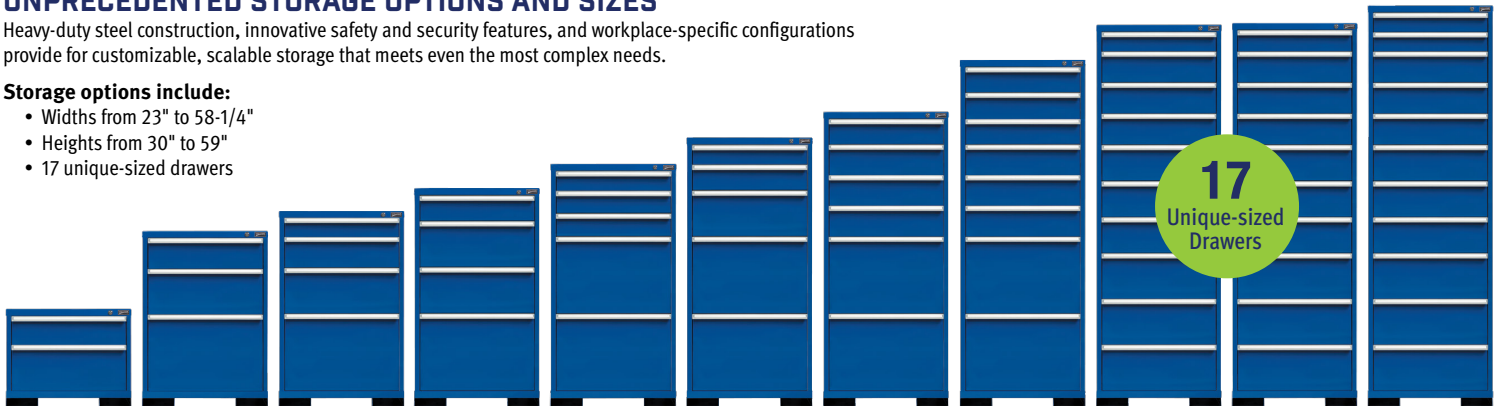 UNPRECEDENTED STORAGE OPTIONS AND SIZES
Heavy-duty steel construction, innovative safety and security features, and workplace-specific configurations
provide for customizable, scalable storage that meets even the most complex needs.
Storage options include:
• Widths from 23" to 58-1/4"
• Heights from 30" to 59"
• 17 unique-sized drawers
17
Unique-sized
Drawers